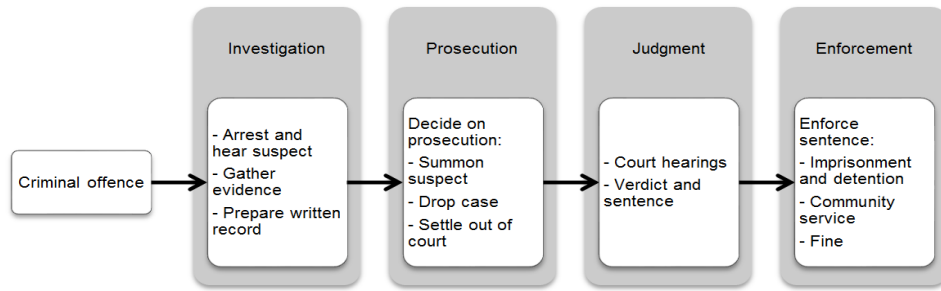 Investigation
Prosecution
Judgment
Enforcement
Criminal offence
- Arrest and
hear suspect
- Gather
evidence
- Prepare written
record
Decide on
prosecution:
- Summon
suspect
- Drop case
- Settle out of
court
- Court hearings
- Verdict and
sentence
Enforce
sentence:
- Imprisonment
and detention
- Community
service
- Fine